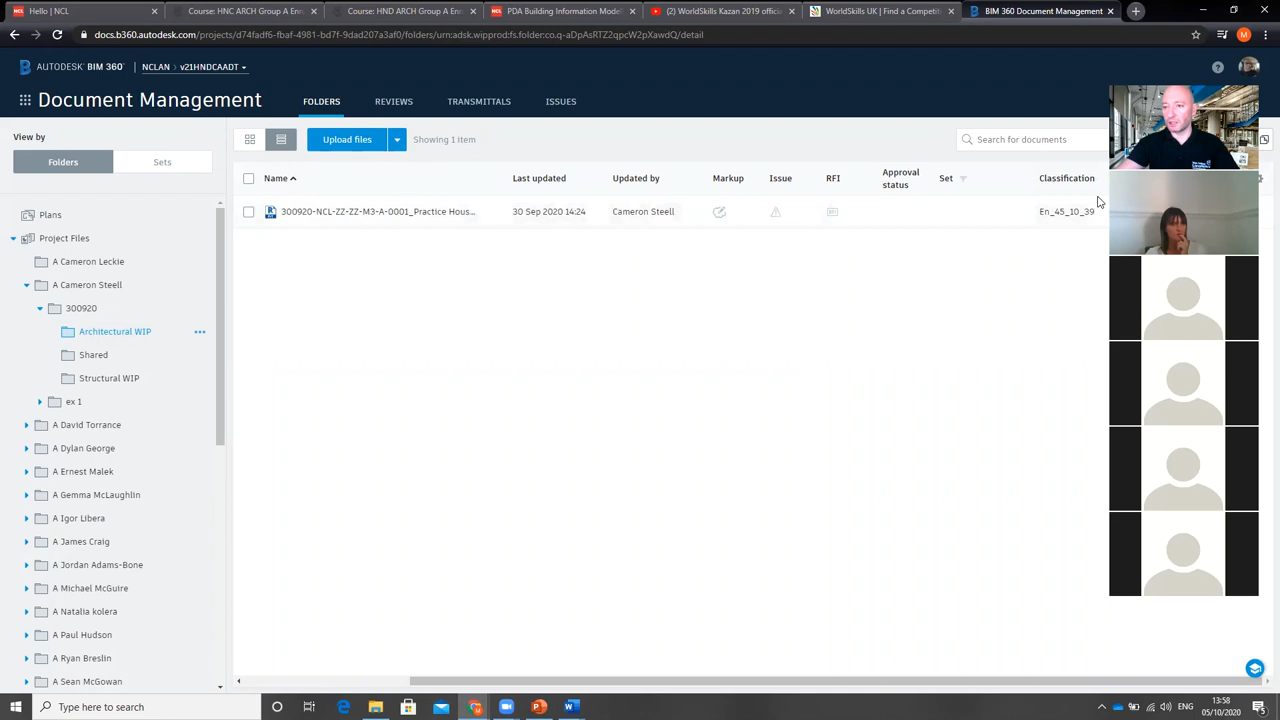 Hello | NCL
Course: HNC ARCH Group A Enro
Course: HND ARCH Group A Enro
PDA Building Information Model
(2) WorldSkills Kazan 2019 offici
WorldSkills UK | Find a Competit
BIM 360 Document Management
docs.b360.autodesk.com/projects/d74fadf6-fbaf-4981-bd7f-9dad207a3af0/folders/urn:adsk.wipprod:fs.folder:co.q-aDpAsRTZ2qpcW2pXawdQ/detail
AUTODESK BIM 360° NCLAN > v21HNDCAADT
Document Management
FOLDERS
REVIEWS
TRANSMITTALS
ISSUES
View by
Folders
Sets
Upload files
Showing 1 item
Search for documents
Name
Last updated
Updated by
Markup
Issue
RFI
Approval status
Set
Classification
300920-NCL-ZZ-ZZ-M3-A-0001_Practice Hous...
30 Sep 2020 14:24
Cameron Steell
En_45_10_39
Plans
Project Files
A Cameron Leckie
A Cameron Steell
300920
Architectural WIP
Shared
Structural WIP
ex 1
A David Torrance
A Dylan George
A Ernest Malek
A Gemma McLaughlin
A Igor Libera
A James Craig
A Jordan Adams-Bone
A Michael McGuire
A Natalia kolera
A Paul Hudson
A Ryan Breslin
A Sean McGowan
Type here to search
ENG
13:58
05/10/2020